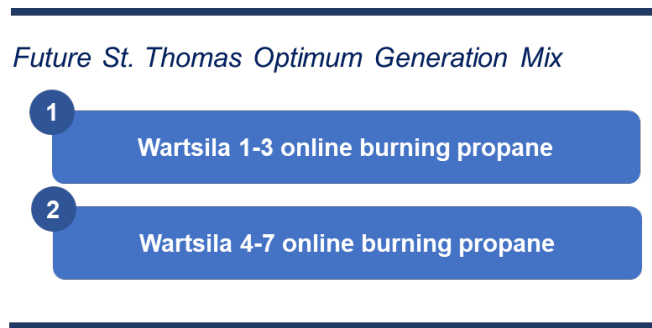 Future St. Thomas Optimum Generation Mix
1
Wartsila 1-3 online burning propane
2
Wartsila 4-7 online burning propane